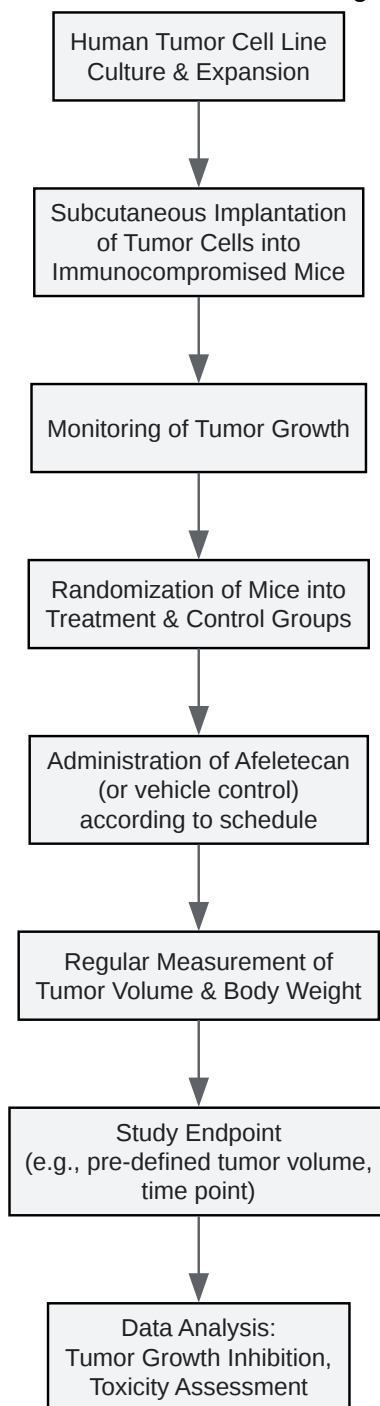 Human Tumor Cell Line
Culture & Expansion
Subcutaneous Implantation
of Tumor Cells into
Immunocompromised Mice
Monitoring of Tumor Growth
Randomization of Mice into
Treatment & Control Groups
Administration of Afeletecan
(or vehicle control)
according to schedule
Regular Measurement of
Tumor Volume & Body Weight
Study Endpoint
(e.g., pre-defined tumor volume,
time point)
Data Analysis:
Tumor Growth Inhibition,
Toxicity Assessment